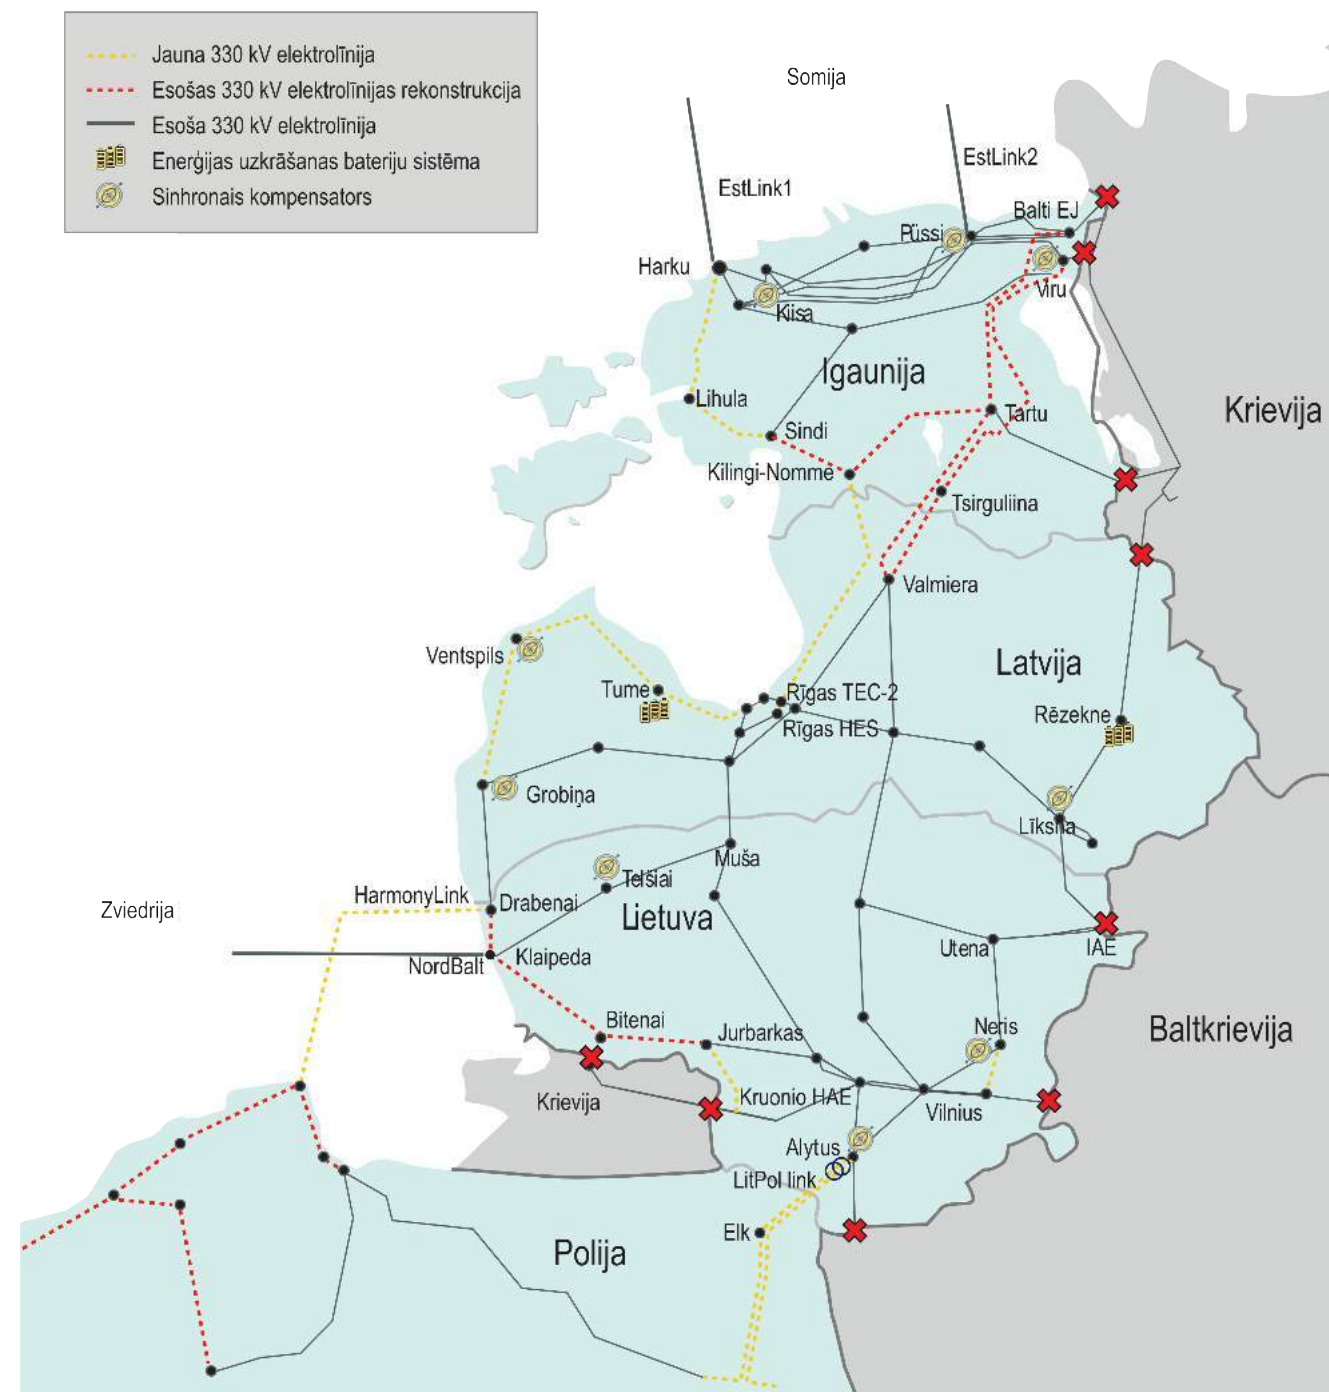 Jauna 330 kV elektrolīnija
Esošas 330 kV elektrolīnijas rekonstrukcija
Esoša 330 kV elektrolīnija
Enerģijas uzkrāšanas bateriju sistēma
Sinhronais kompensators
Somija
EstLink1
EstLink2
Balti EJ
Püssi
Harku
Viru
Kiisa
Igaunija
Lihula
Sindi
Tartu
Krievija
Kilingi-Nomme
Tsirguliina
Valmiera
Ventspils
Latvija
Tume
Rīgas TEC-2
Rēzekne
Rīgas HES
Grobiņa
Līksna
Muša
Telšiai
HarmonyLink
Drabenai
Zviedrija
Lietuva
Utena
IAE
NordBalt
Klaipeda
Bitenai
Jurbarkas
Neris
Baltkrievija
Krievija
Kruonio HAE
Vilnius
Alytus
LitPol link
Elk
Polija